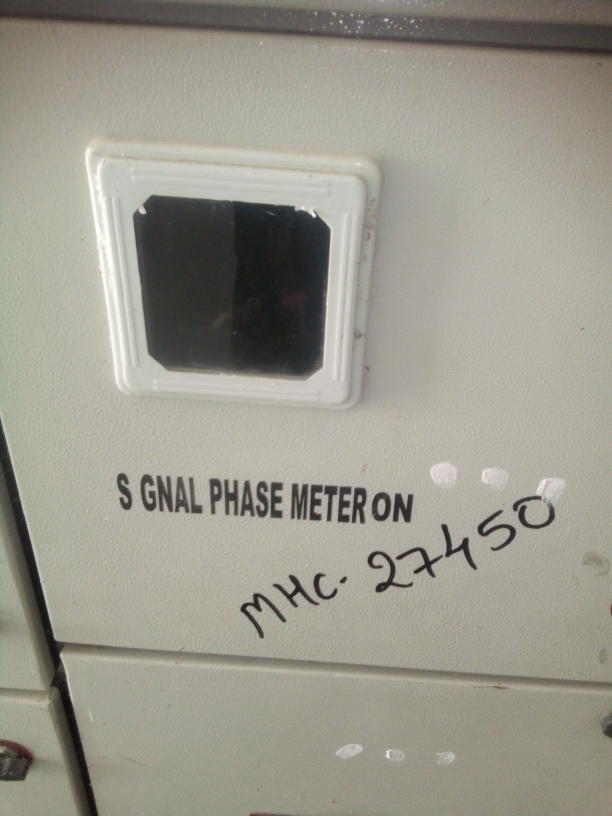 S GNAL PHASE METER ON
MHC- 27450